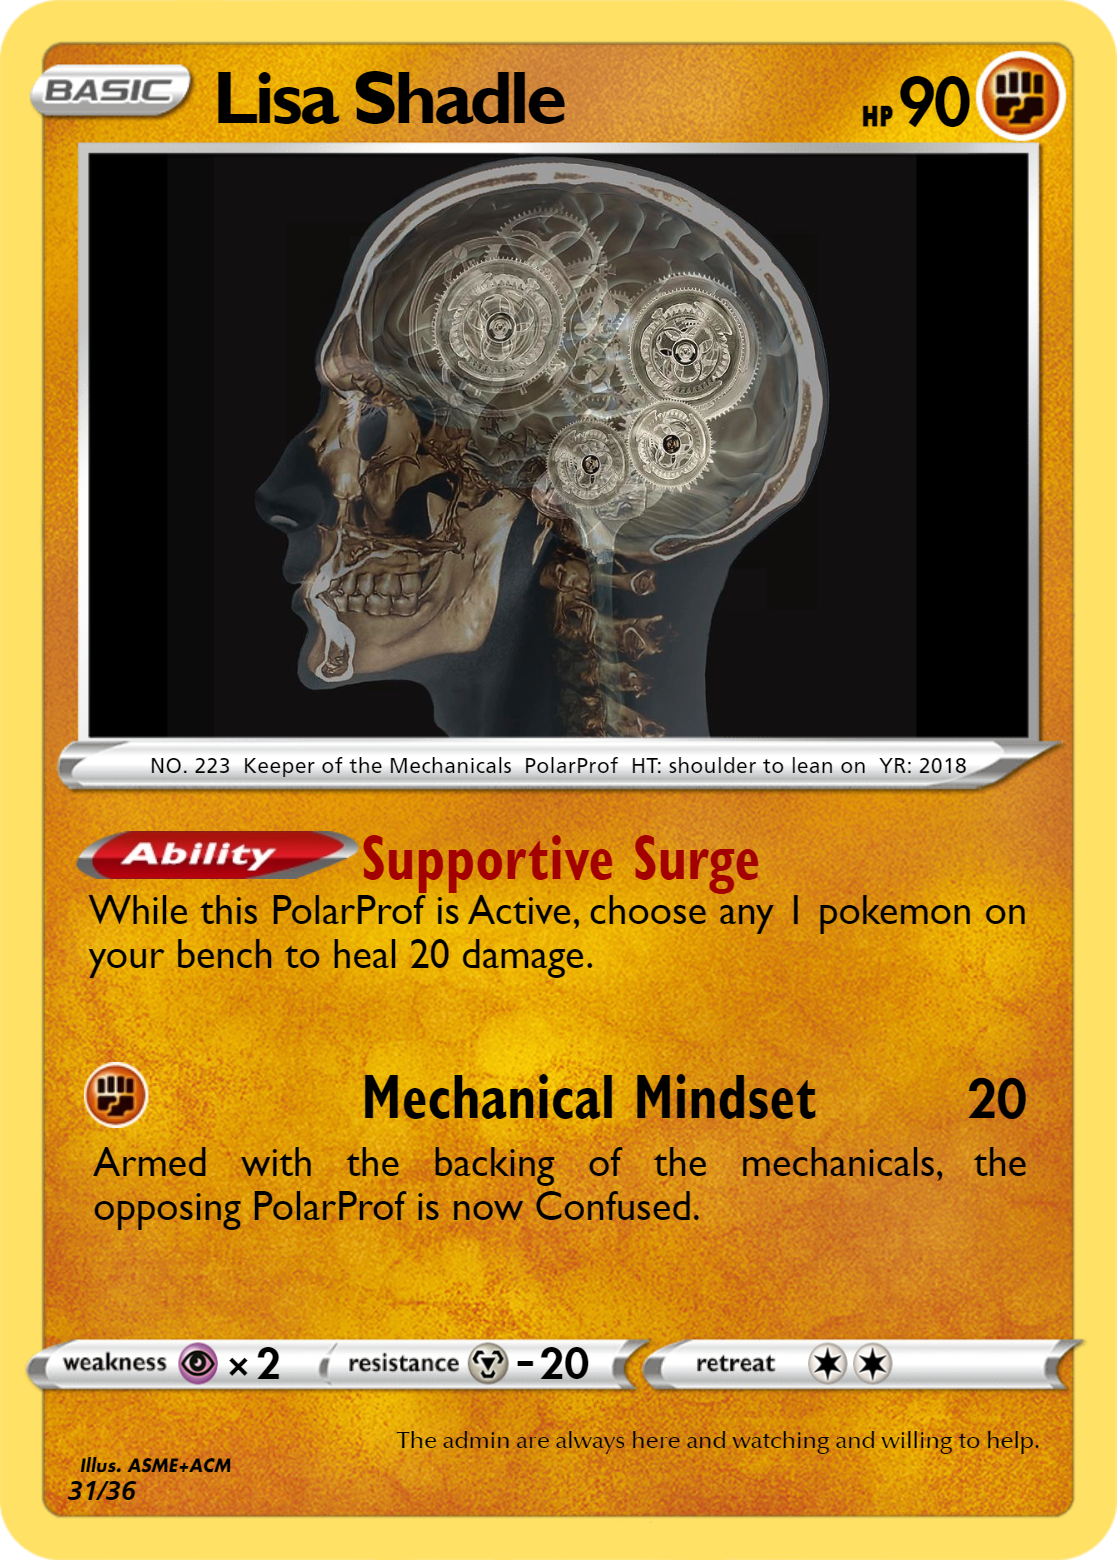 BASIC Lisa Shadle HP 90
NO. 223 Keeper of the Mechanicals PolarProf HT: shoulder to lean on YR: 2018
Ability Supportive Surge
While this PolarProf is Active, choose any 1 pokemon on
your bench to heal 20 damage.
Mechanical Mindset 20
Armed with the backing of the mechanicals, the
opposing PolarProf is now Confused.
weakness ×2 resistance -20 retreat
The admin are always here and watching and willing to help.
Illus. ASME+ACM
31/36